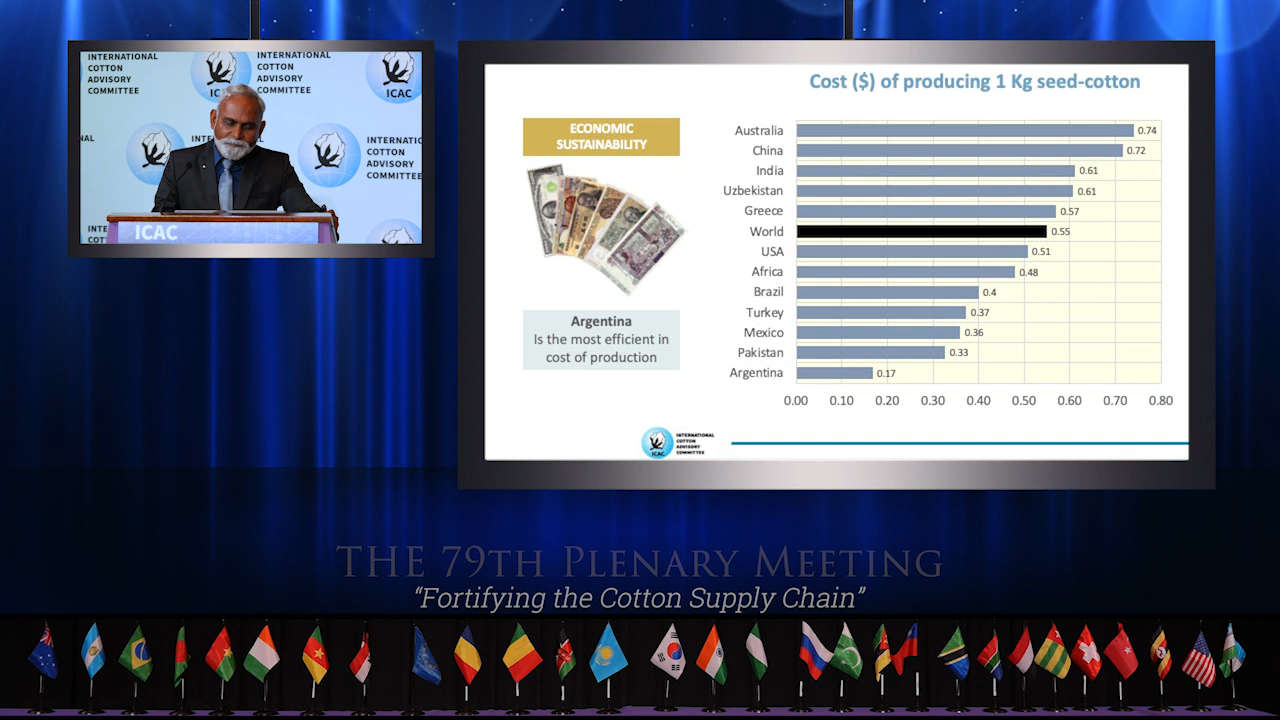 INTERNATIONAL
COTTON
ADVISORY
COMMITTEE
ICAC
INTERNATIONAL
COTTON
ADVISORY
COMMITTEE
ICAC
INTERNATIC
COTTON
ADVISORY
COMMITTEE
ICAC
Cost ($) of producing 1 Kg seed-cotton
ECONOMIC
SUSTAINABILITY
Argentina
Is the most efficient in
cost of production
Australia 0.74
China 0.72
India 0.61
Uzbekistan 0.61
Greece 0.57
World 0.55
USA 0.51
Africa 0.48
Brazil 0.4
Turkey 0.37
Mexico 0.36
Pakistan 0.33
Argentina 0.17
0.00 0.10 0.20 0.30 0.40 0.50 0.60 0.70 0.80
ICAC
INTERNATIONAL
COTTON
ADVISORY
COMMITTEE
THE 79TH PLENARY MEETING
“Fortifying the Cotton Supply Chain”